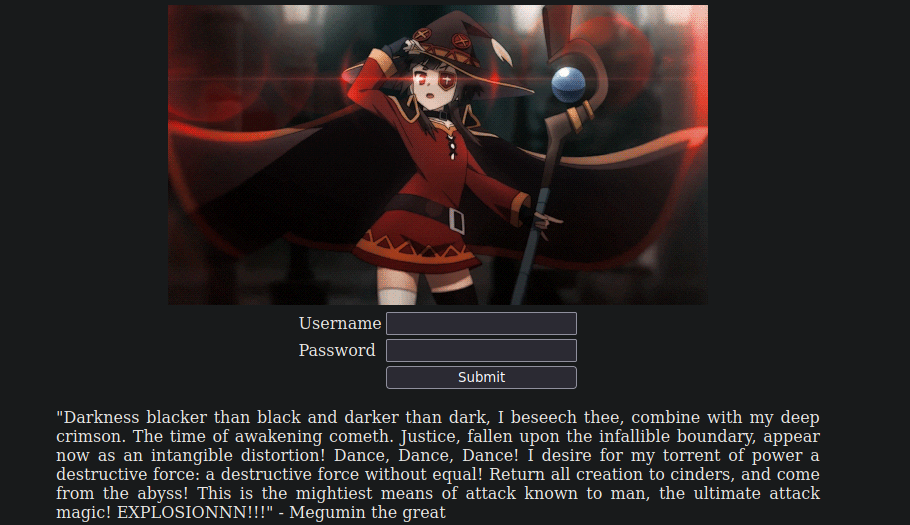 Username
Password
Submit
"Darkness blacker than black and darker than dark, I beseech thee, combine with my deep
crimson. The time of awakening cometh. Justice, fallen upon the infallible boundary, appear
now as an intangible distortion! Dance, Dance, Dance! I desire for my torrent of power a
destructive force: a destructive force without equal! Return all creation to cinders, and come
from the abyss! This is the mightiest means of attack known to man, the ultimate attack
magic! EXPLOSIONNN!!!" - Megumin the great